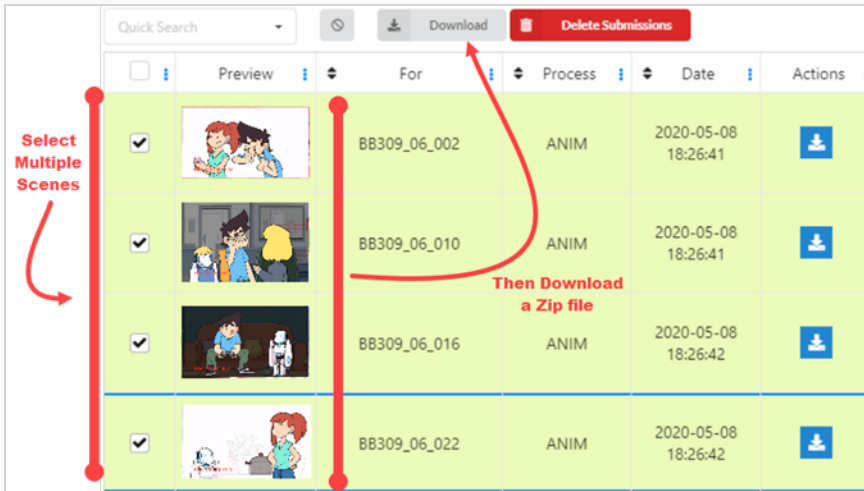 Quick Search
Download
Delete Submissions
Preview
For
Process
Date
Actions
Select
Multiple
Scenes
BB309_06_002
ANIM
2020-05-08
18:26:41
BB309_06_010
ANIM
2020-05-08
18:26:41
Then Download
a Zip file
BB309_06_016
ANIM
2020-05-08
18:26:42
BB309_06_022
ANIM
2020-05-08
18:26:42